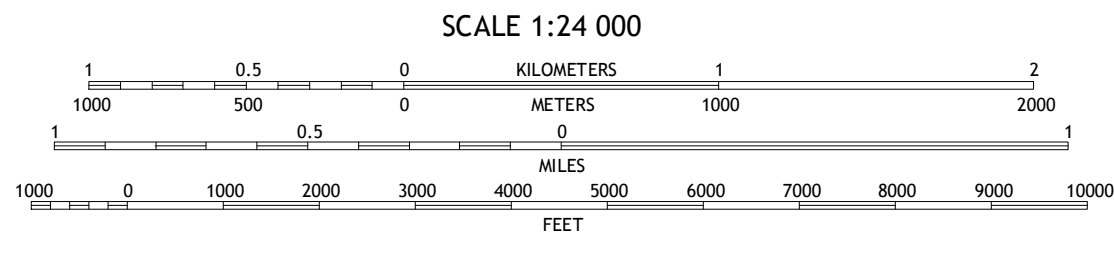 SCALE 1:24 000
1 0.5 0 KILOMETERS 1 2
1000 500 0 METERS 1000 2000
1 0.5 0 1
MILES
1000 0 1000 2000 3000 4000 5000 6000 7000 8000 9000 10000
FEET